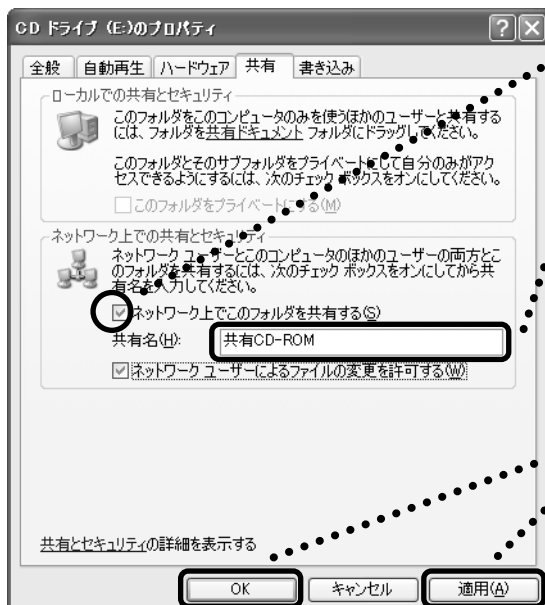 CD ドライブ (E:)のプロパティ
全般 自動再生 ハードウェア 共有 書き込み
ローカルでの共有とセキュリティ
このフォルダをこのコンピュータのみを使うほかのユーザーと共有する
には、フォルダを共有ドキュメント フォルダにドラッグしてください。
このフォルダとそのサブフォルダをプライベートにして自分のみがアク
セスできるようにするには、次のチェック ボックスをオンにしてください。
このフォルダをプライベートにする(M)
ネットワーク上での共有とセキュリティ
ネットワーク ユーザーとこのコンピュータのほかのユーザーの両方とこ
のフォルダを共有するには、次のチェック ボックスをオンにしてから共
有名を入力してください。
ネットワーク上でこのフォルダを共有する(S)
共有名(H): 共有CD-ROM
ネットワーク ユーザーによるファイルの変更を許可する(W)
共有とセキュリティの詳細を表示する
OK キャンセル 適用(A)